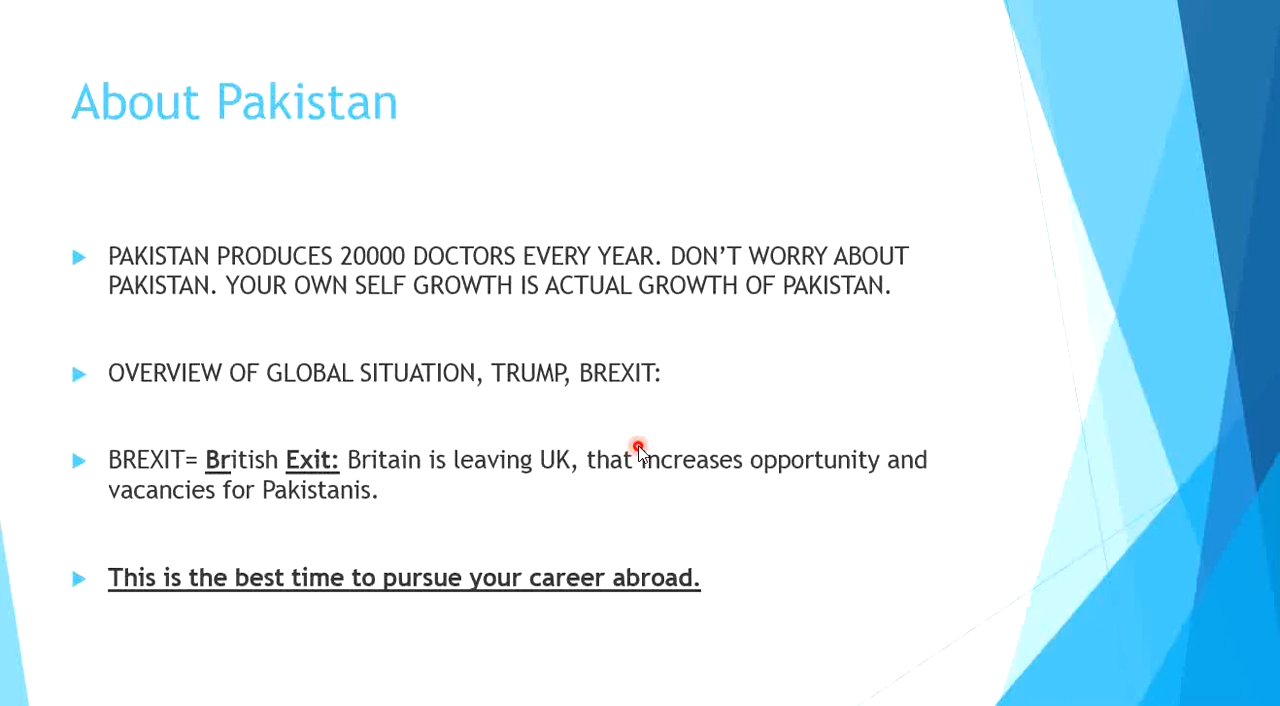 About Pakistan
PAKISTAN PRODUCES 20000 DOCTORS EVERY YEAR. DON’T WORRY ABOUT
PAKISTAN. YOUR OWN SELF GROWTH IS ACTUAL GROWTH OF PAKISTAN.
OVERVIEW OF GLOBAL SITUATION, TRUMP, BREXIT:
BREXIT= British Exit: Britain is leaving UK, that increases opportunity and
vacancies for Pakistanis.
This is the best time to pursue your career abroad.